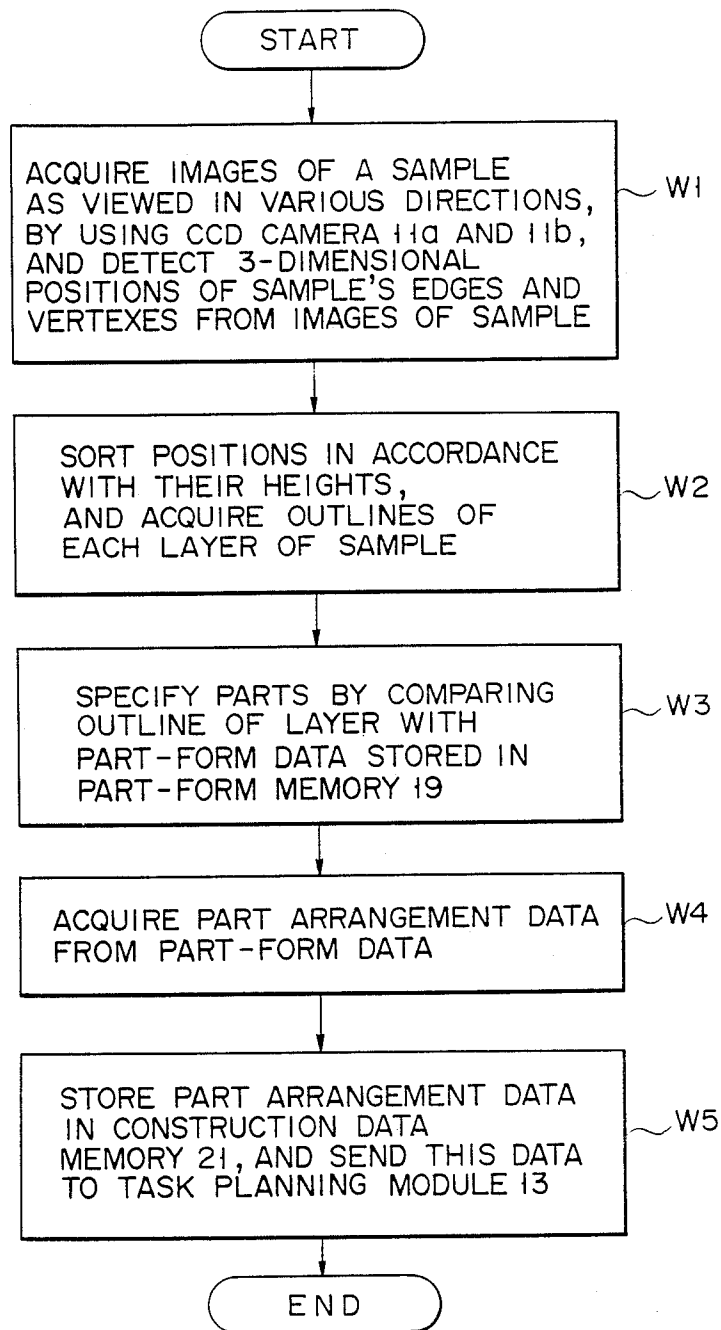 START
ACQUIRE IMAGES OF A SAMPLE
AS VIEWED IN VARIOUS DIRECTIONS,
BY USING CCD CAMERA 11a AND 11b,
AND DETECT 3-DIMENSIONAL
POSITIONS OF SAMPLE'S EDGES AND
VERTEXES FROM IMAGES OF SAMPLE
W1
SORT POSITIONS IN ACCORDANCE
WITH THEIR HEIGHTS,
AND ACQUIRE OUTLINES OF
EACH LAYER OF SAMPLE
W2
SPECIFY PARTS BY COMPARING
OUTLINE OF LAYER WITH
PART-FORM DATA STORED IN
PART-FORM MEMORY 19
W3
ACQUIRE PART ARRANGEMENT DATA
FROM PART-FORM DATA
W4
STORE PART ARRANGEMENT DATA
IN CONSTRUCTION DATA
MEMORY 21, AND SEND THIS DATA
TO TASK PLANNING MODULE 13
W5
END